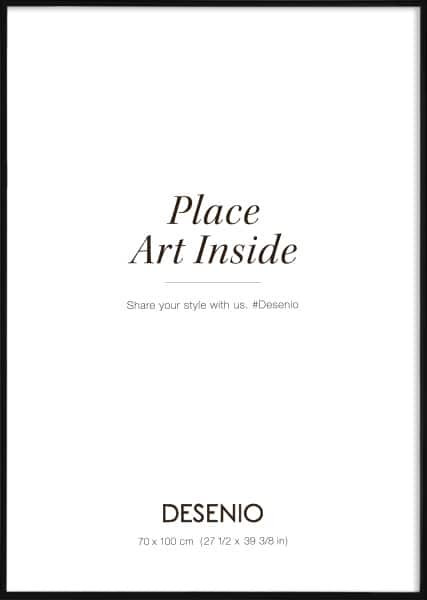 Place
Art Inside
Share your style with us. #Desenio
DESENIO
70 x 100 cm (27 1/2 x 39 3/8 in)